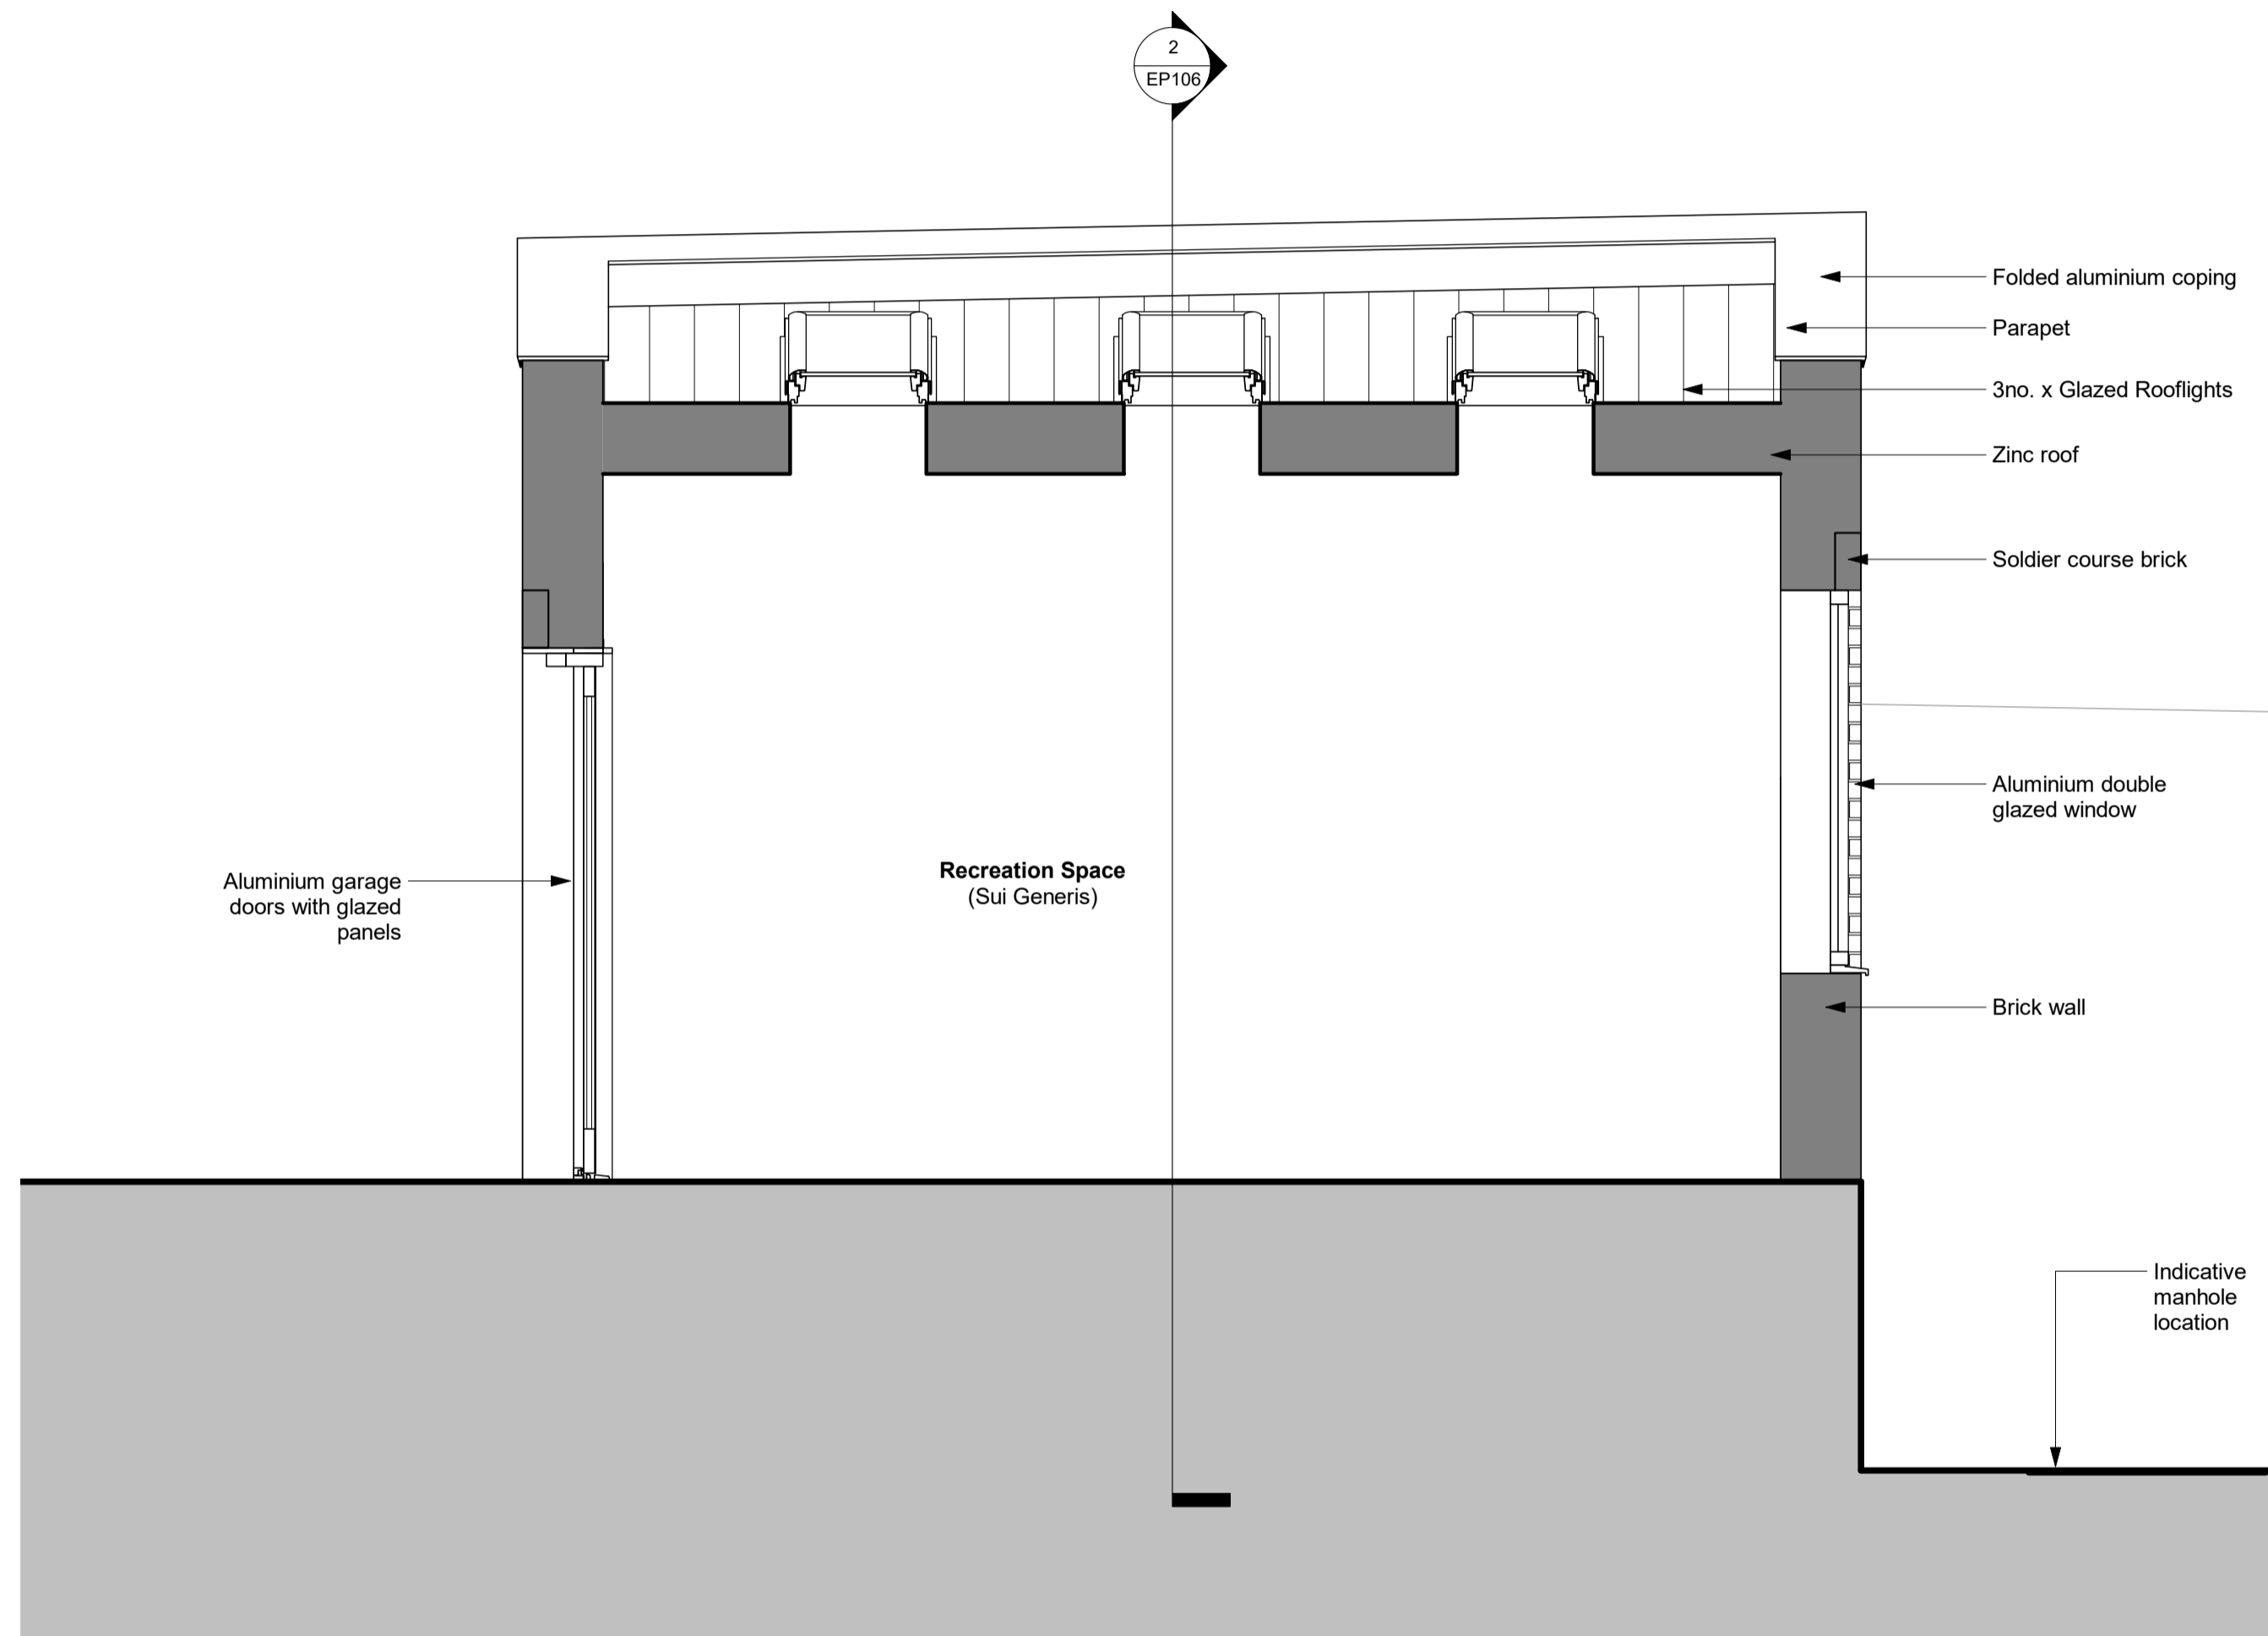 2
EP106
Folded aluminium coping
Parapet
3no. x Glazed Rooflights
Zinc roof
Soldier course brick
Aluminium double
glazed window
Recreation Space
(Sui Generis)
Aluminium garage
doors with glazed
panels
Brick wall
Indicative
manhole
location